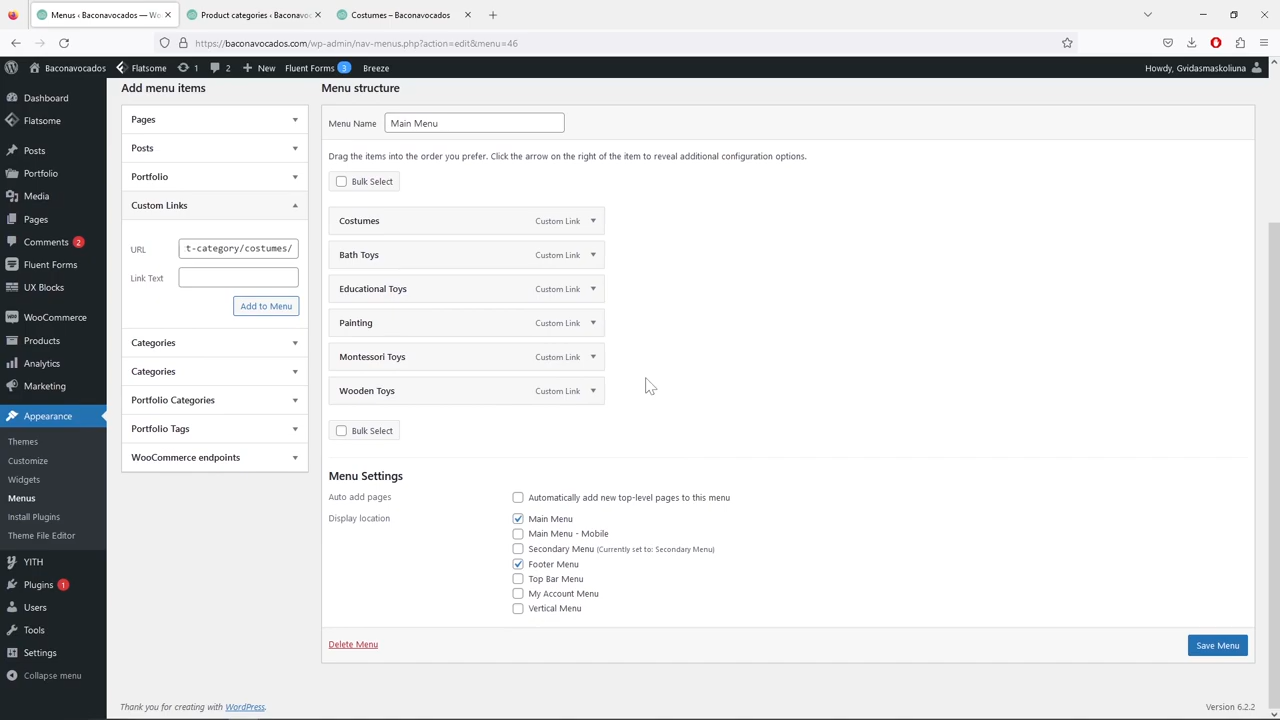 Menus ‹ Baconavocados — Wo
Product categories ‹ Baconavoca
Costumes – Baconavocados
https://baconavocados.com/wp-admin/nav-menus.php?action=edit&menu=46
Baconavocados
Flatsome
1
2
New
Fluent Forms 3
Breeze
Howdy, Gvidasmaskoliuna
Dashboard
Flatsome
Posts
Portfolio
Media
Pages
Comments 2
Fluent Forms
UX Blocks
WooCommerce
Products
Analytics
Marketing
Appearance
Themes
Customize
Widgets
Menus
Install Plugins
Theme File Editor
YITH
Plugins 1
Users
Tools
Settings
Collapse menu
Add menu items
Pages
Posts
Portfolio
Custom Links
URL t-category/costumes/
Link Text
Add to Menu
Categories
Categories
Portfolio Categories
Portfolio Tags
WooCommerce endpoints
Menu structure
Menu Name Main Menu
Drag the items into the order you prefer. Click the arrow on the right of the item to reveal additional configuration options.
Bulk Select
Costumes Custom Link
Bath Toys Custom Link
Educational Toys Custom Link
Painting Custom Link
Montessori Toys Custom Link
Wooden Toys Custom Link
Bulk Select
Menu Settings
Auto add pages Automatically add new top-level pages to this menu
Display location Main Menu
Main Menu - Mobile
Secondary Menu (Currently set to: Secondary Menu)
Footer Menu
Top Bar Menu
My Account Menu
Vertical Menu
Delete Menu
Save Menu
Thank you for creating with WordPress.
Version 6.2.2